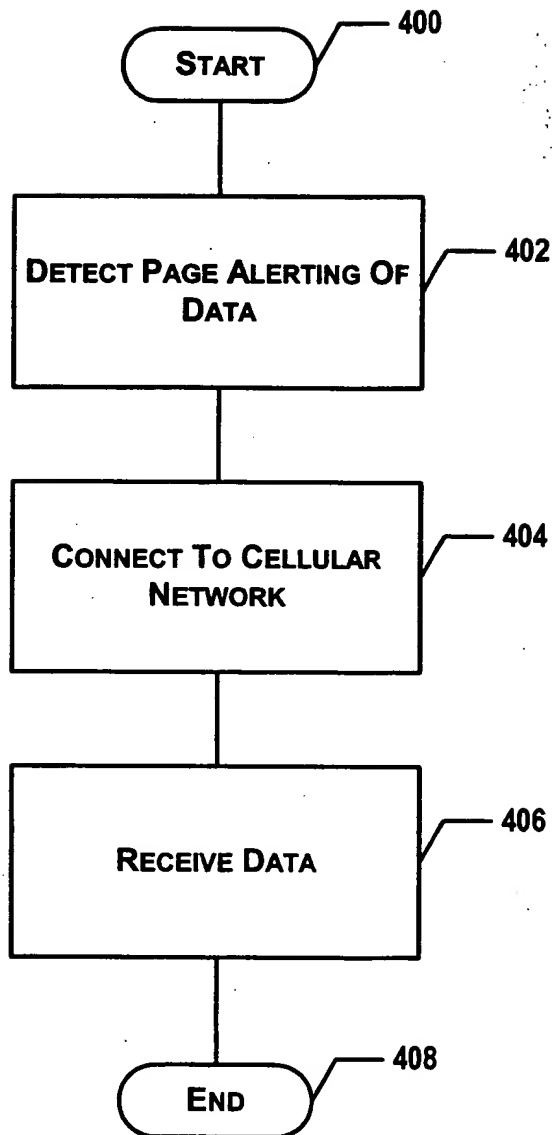 400
START
402
DETECT PAGE ALERTING OF
DATA
404
CONNECT TO CELLULAR
NETWORK
406
RECEIVE DATA
408
END